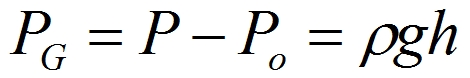 P_G = P − P_o = ρgh